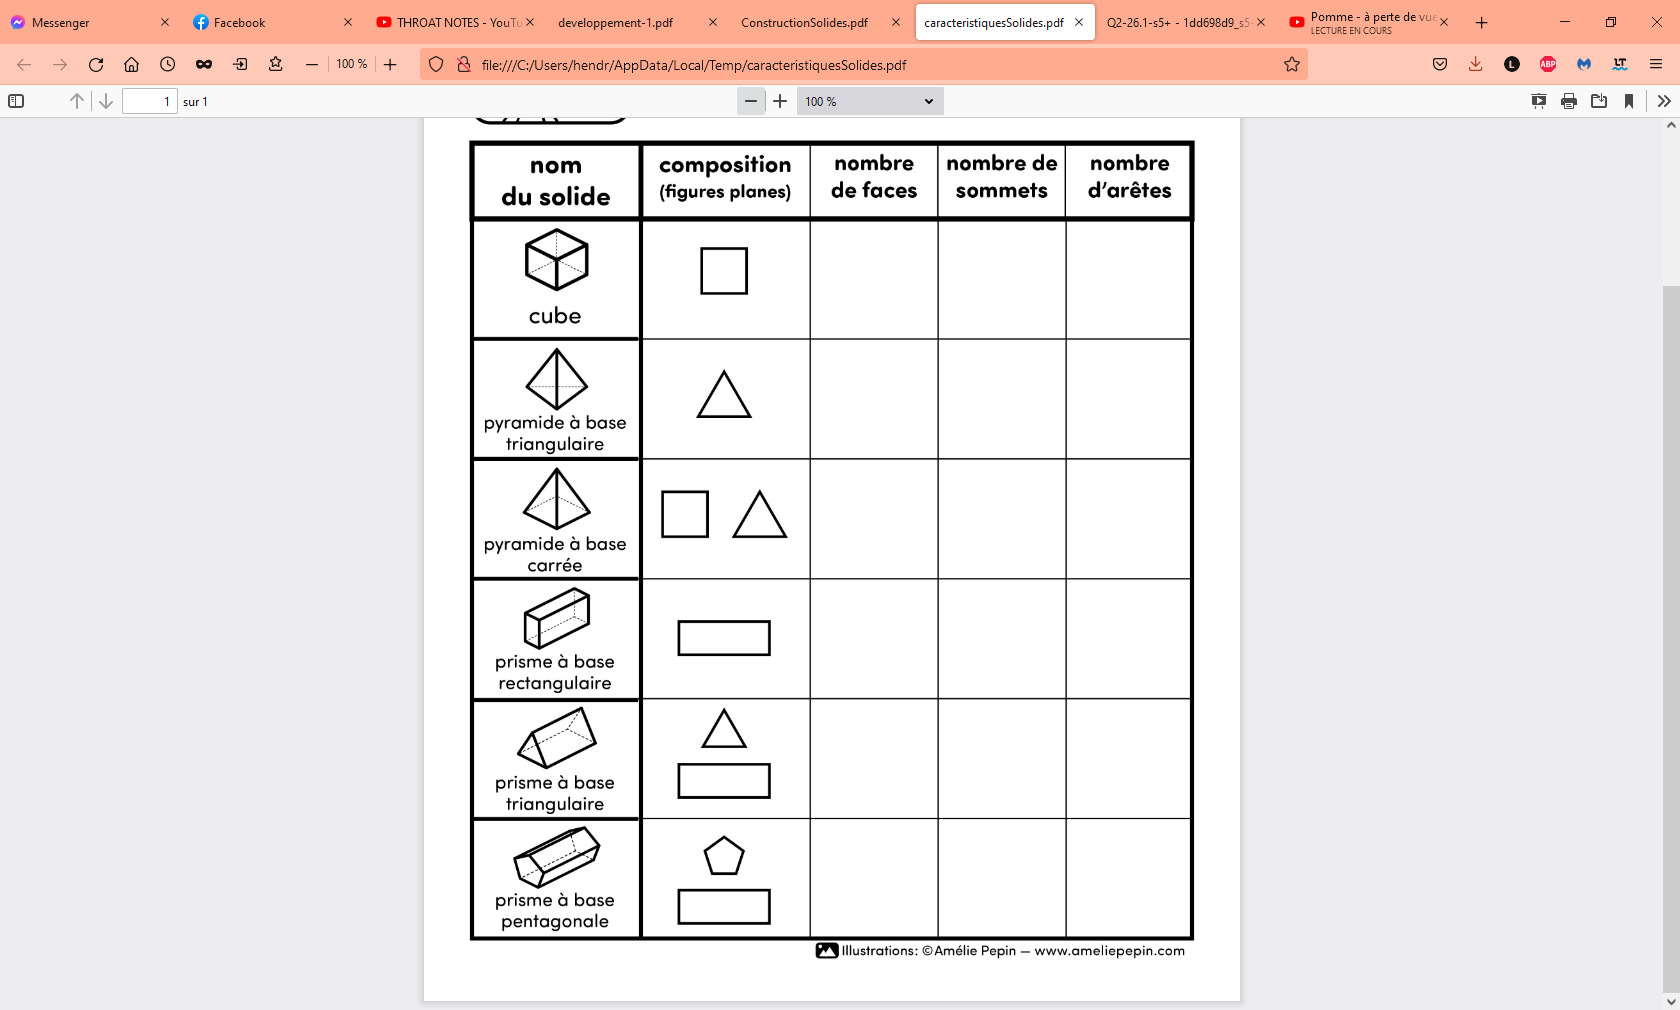 Messenger
Facebook
THROAT NOTES - YouTu
developpement-1.pdf
ConstructionSolides.pdf
caracteristiquesSolides.pdf
Q2-26.1-s5+ - 1dd698d9_s5-
Pomme - à perte de vue
LECTURE EN COURS
100 %
file:///C:/Users/hendr/AppData/Local/Temp/caracteristiquesSolides.pdf
L
ABP
LT
1
sur 1
100 %
nom
du solide
composition
(figures planes)
nombre
de faces
nombre de
sommets
nombre
d'arêtes
cube
pyramide à base
triangulaire
pyramide à base
carrée
prisme à base
rectangulaire
prisme à base
triangulaire
prisme à base
pentagonale
Illustrations: ©Amélie Pepin — www.ameliepepin.com